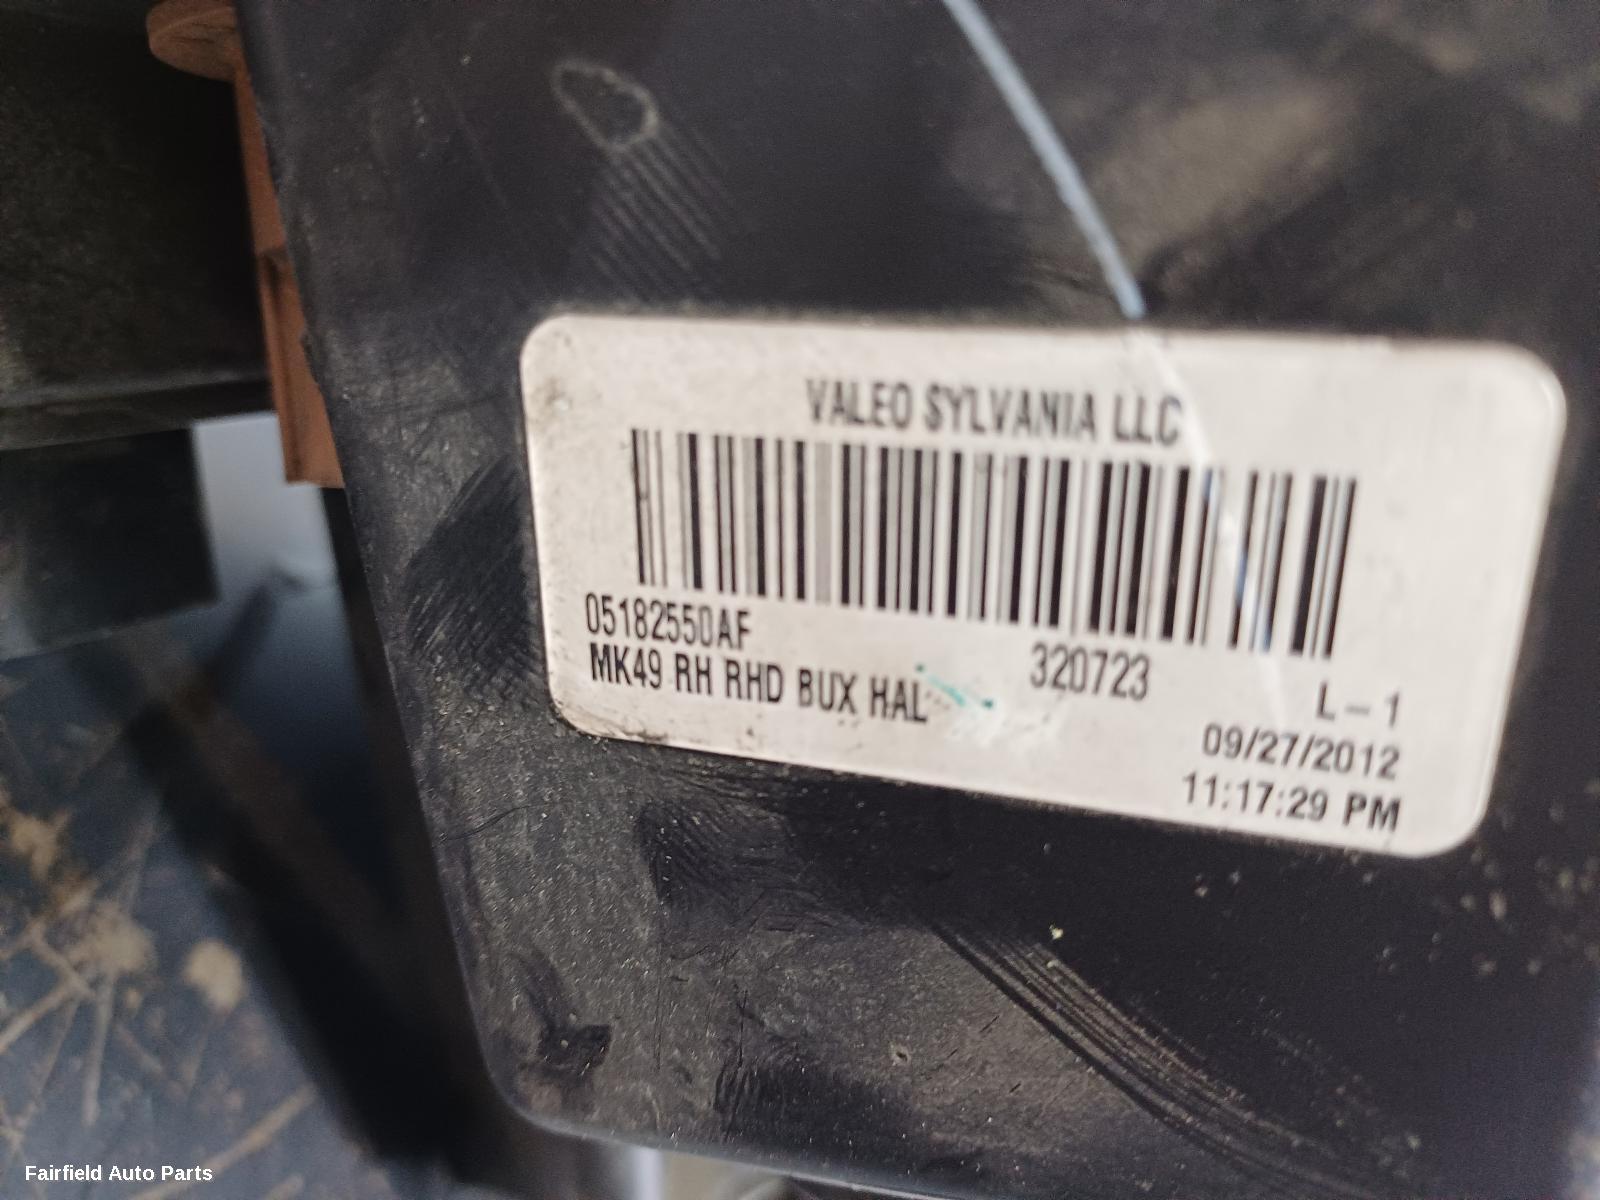 VALEO SYLVANIA LLC
05182550AF
MK49 RH RHD BUX HAL
320723
L-1
09/27/2012
11:17:29 PM
Fairfield Auto Parts